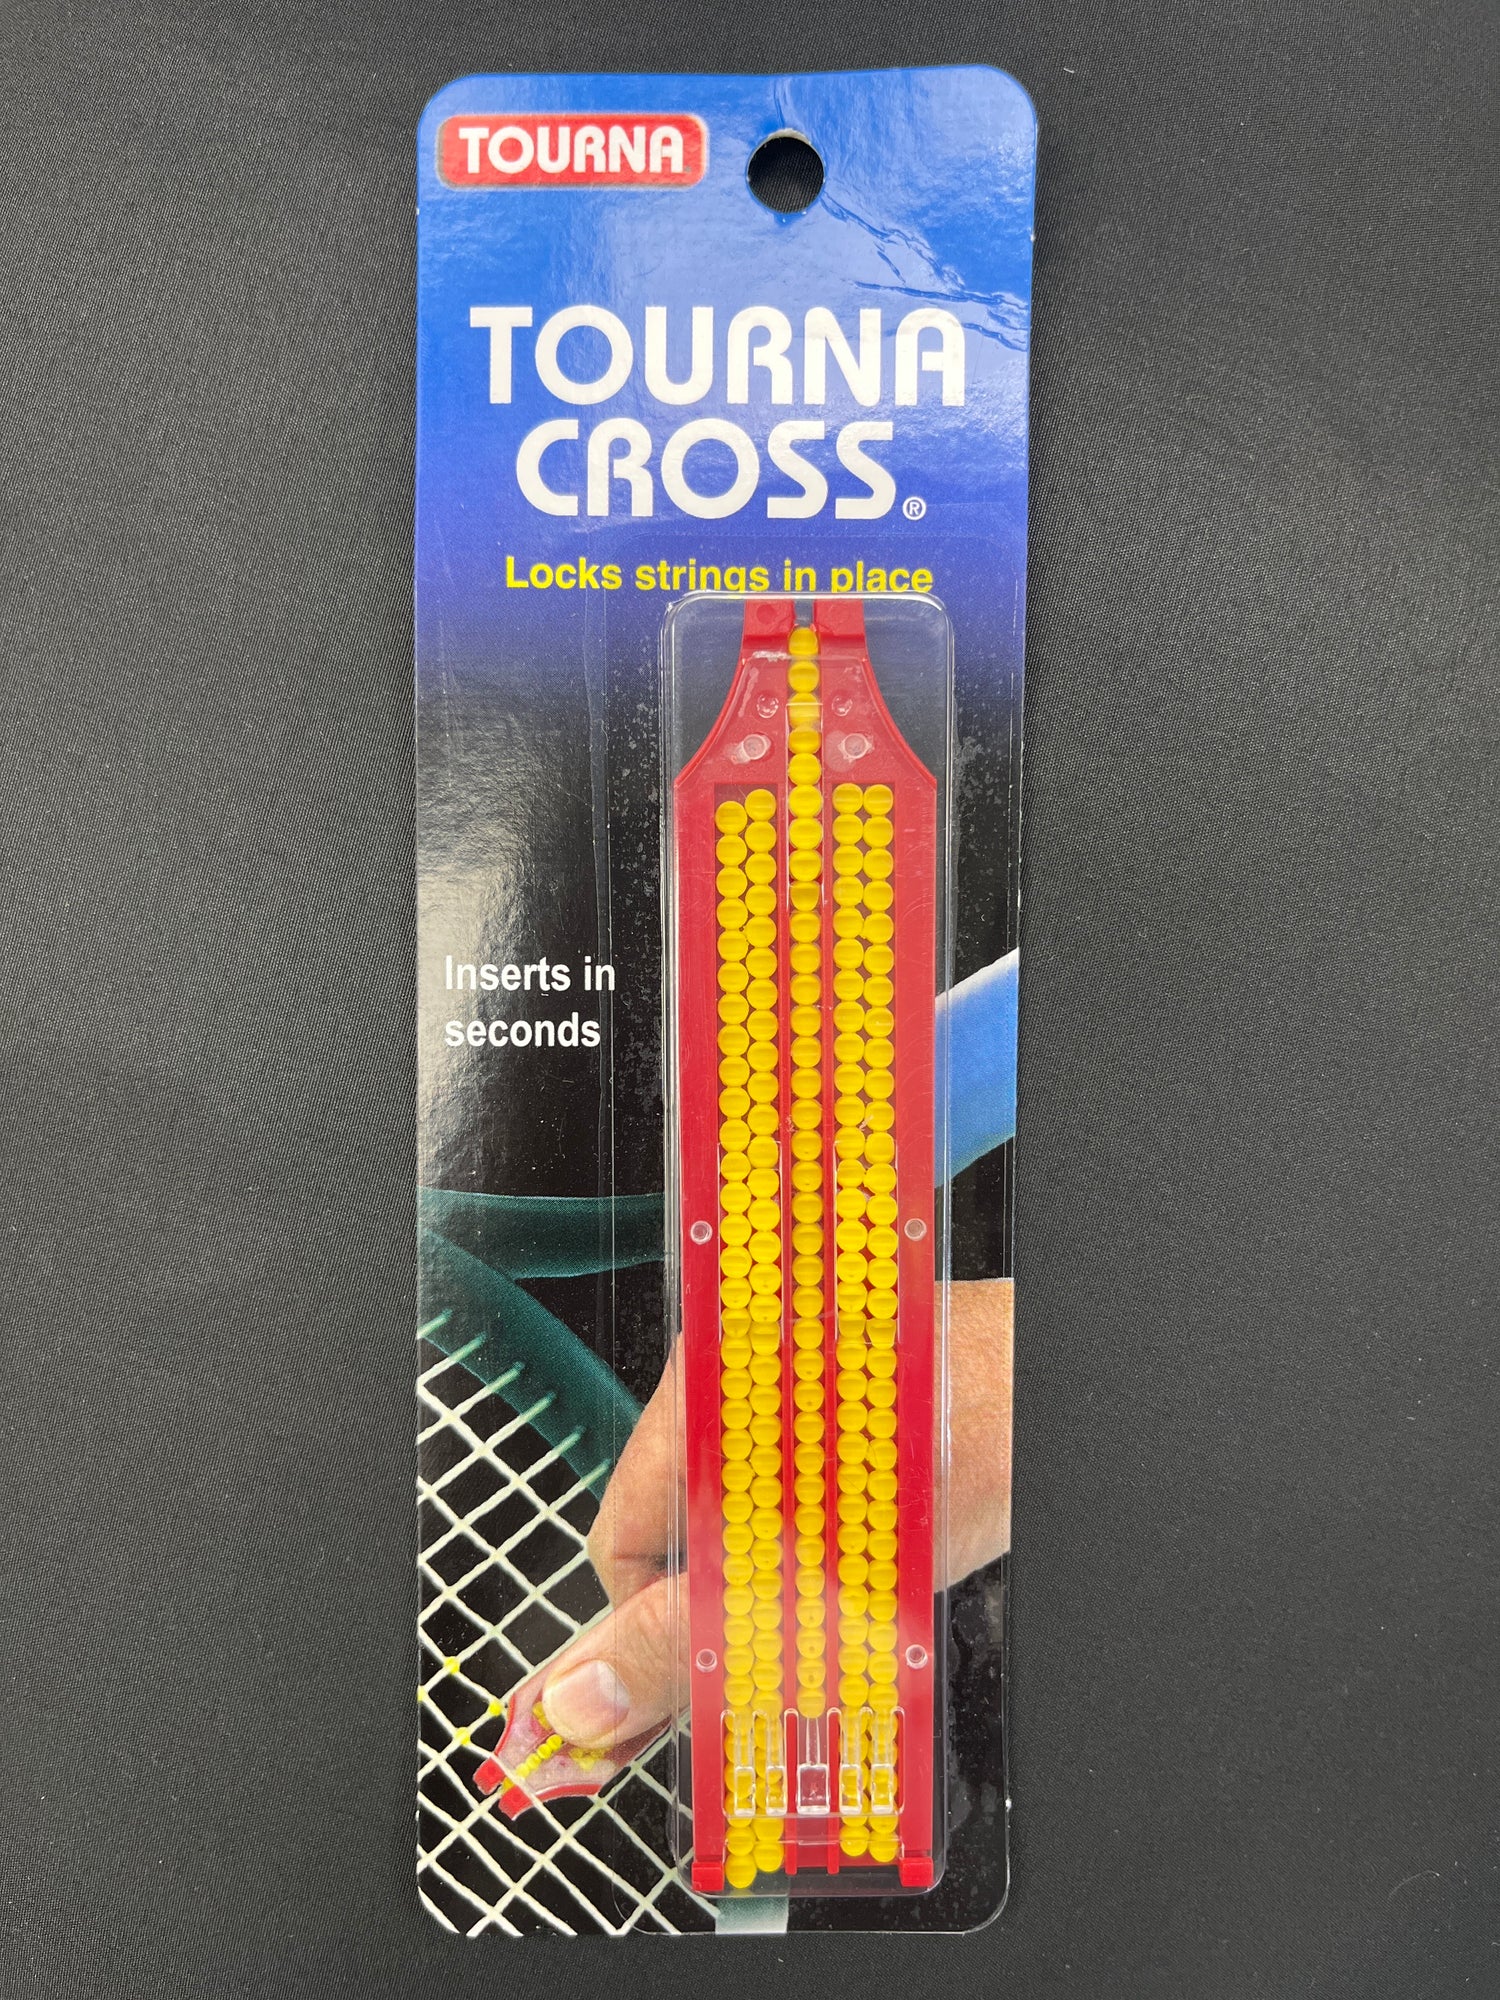 TOURNA
TOURNA
CROSS®
Locks strings in place
Inserts in
seconds